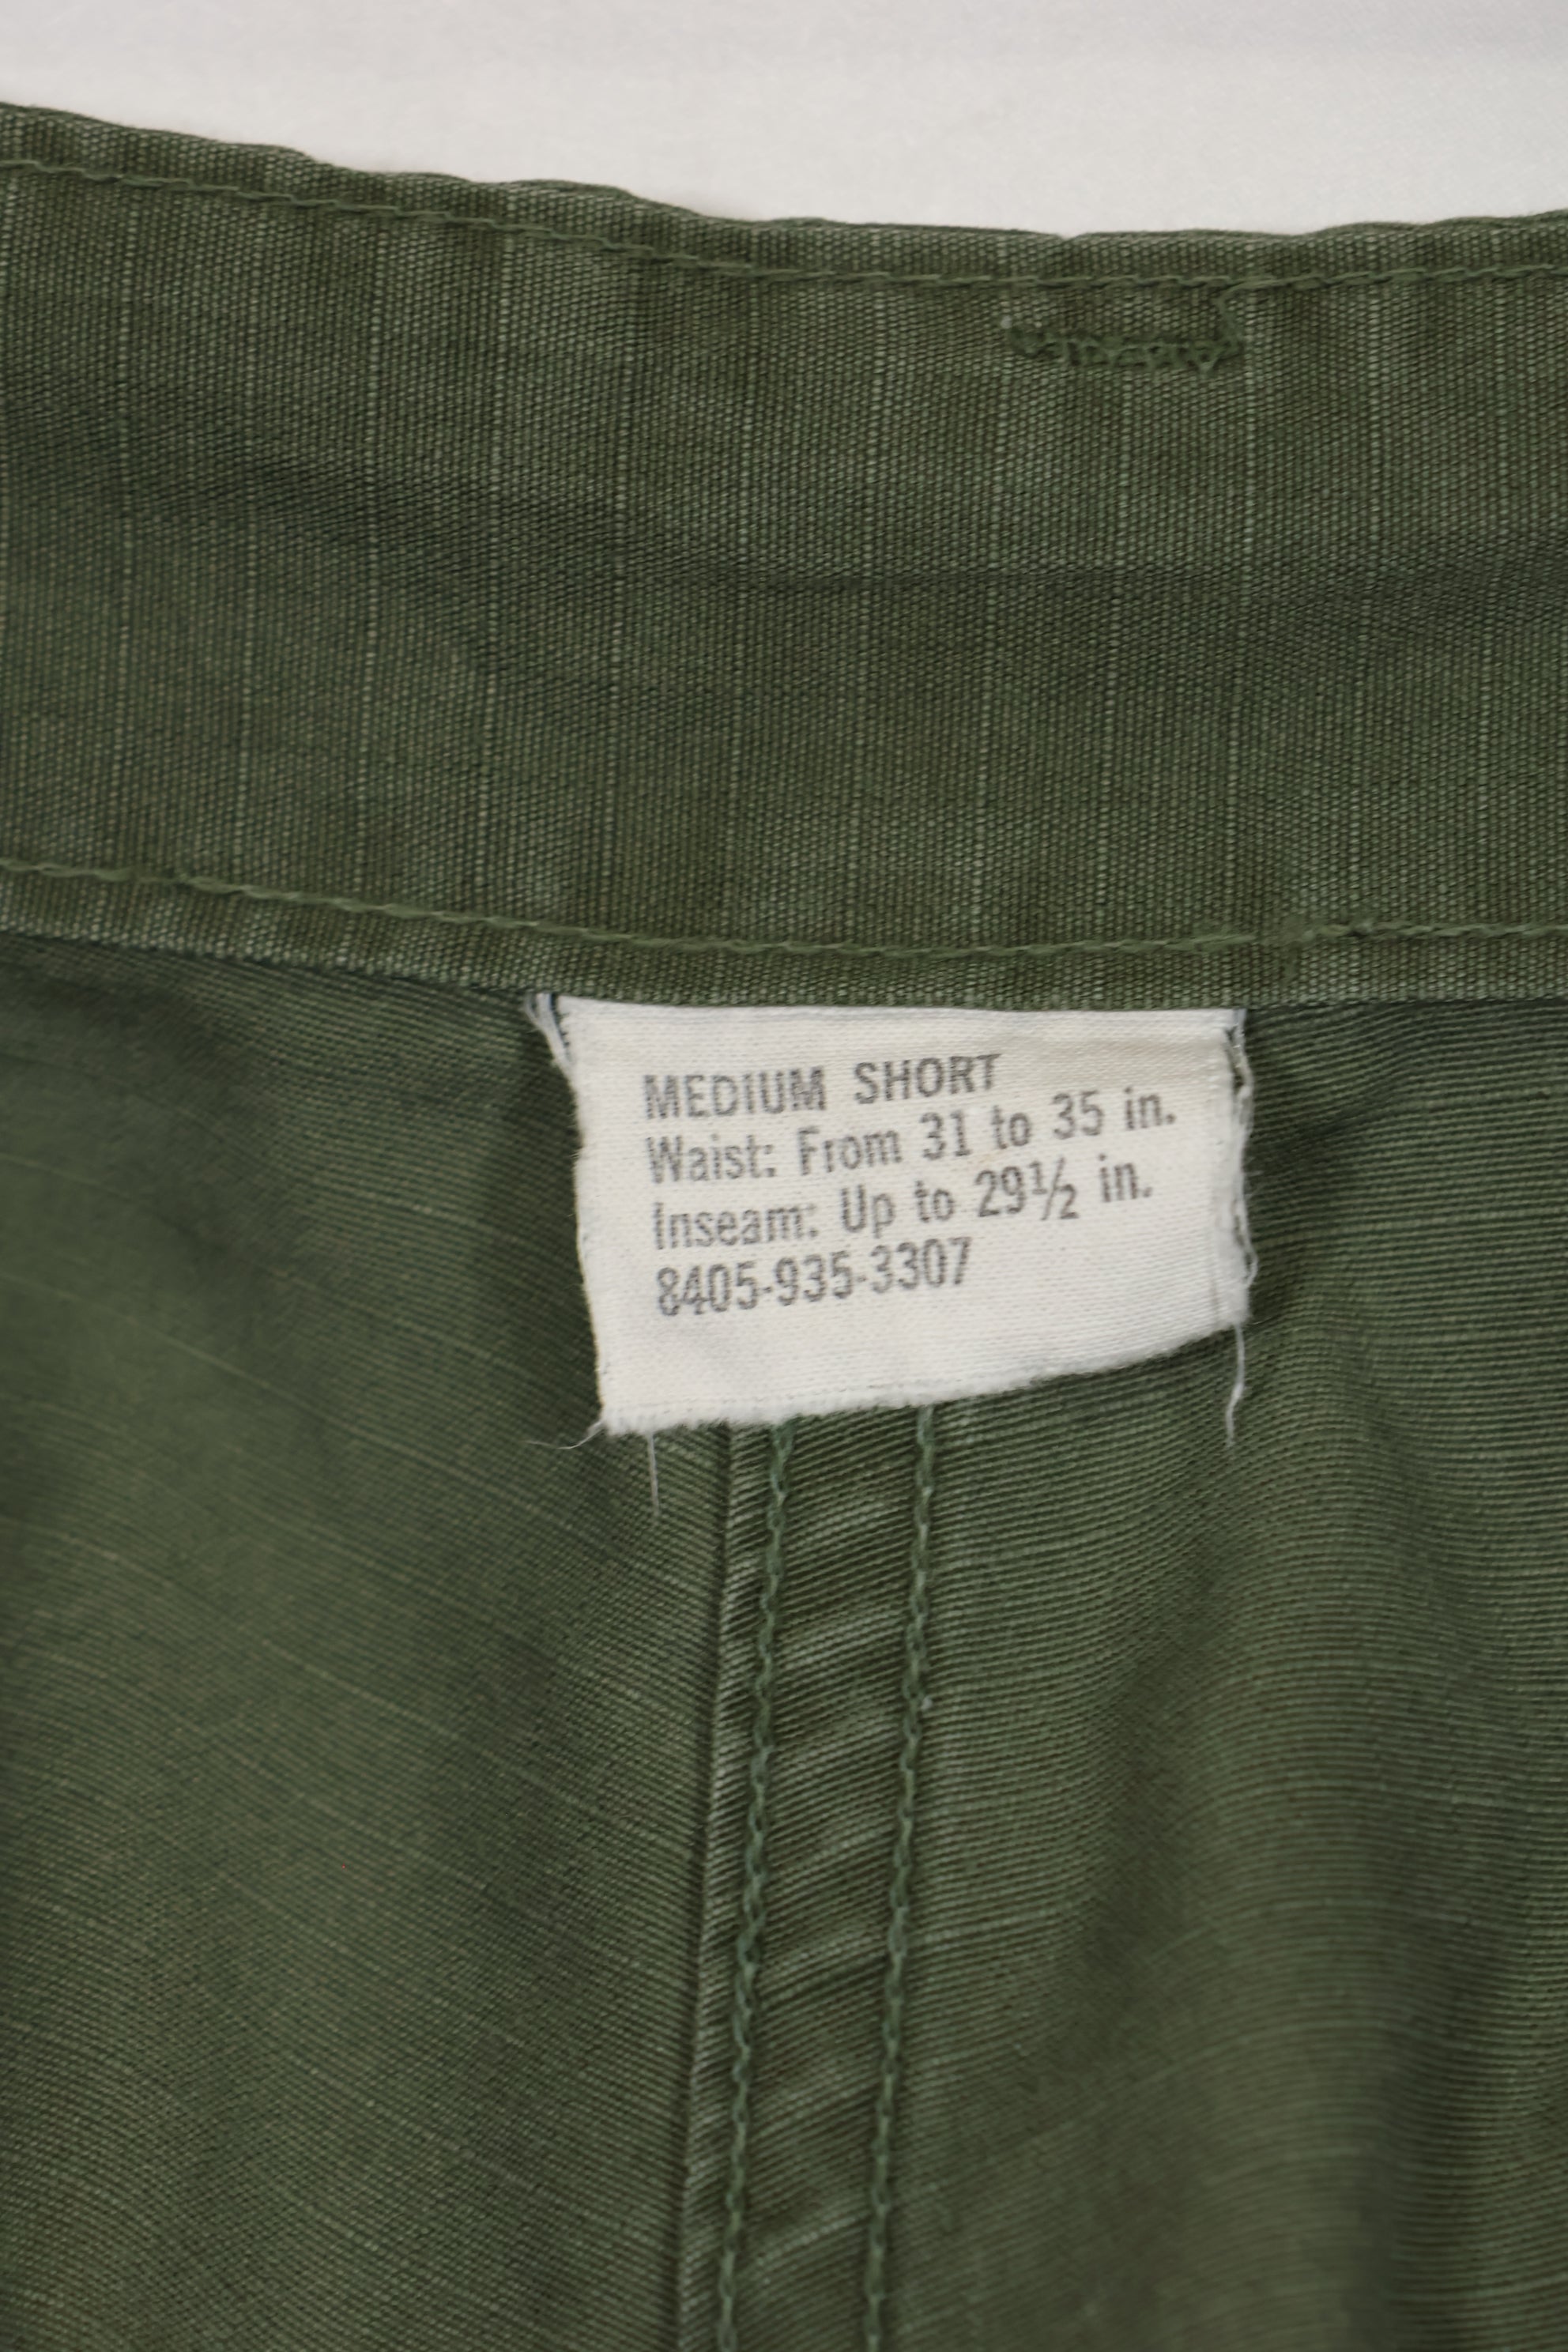 MEDIUM SHORT
Waist: From 31 to 35 in.
Inseam: Up to 29½ in.
8405-935-3307